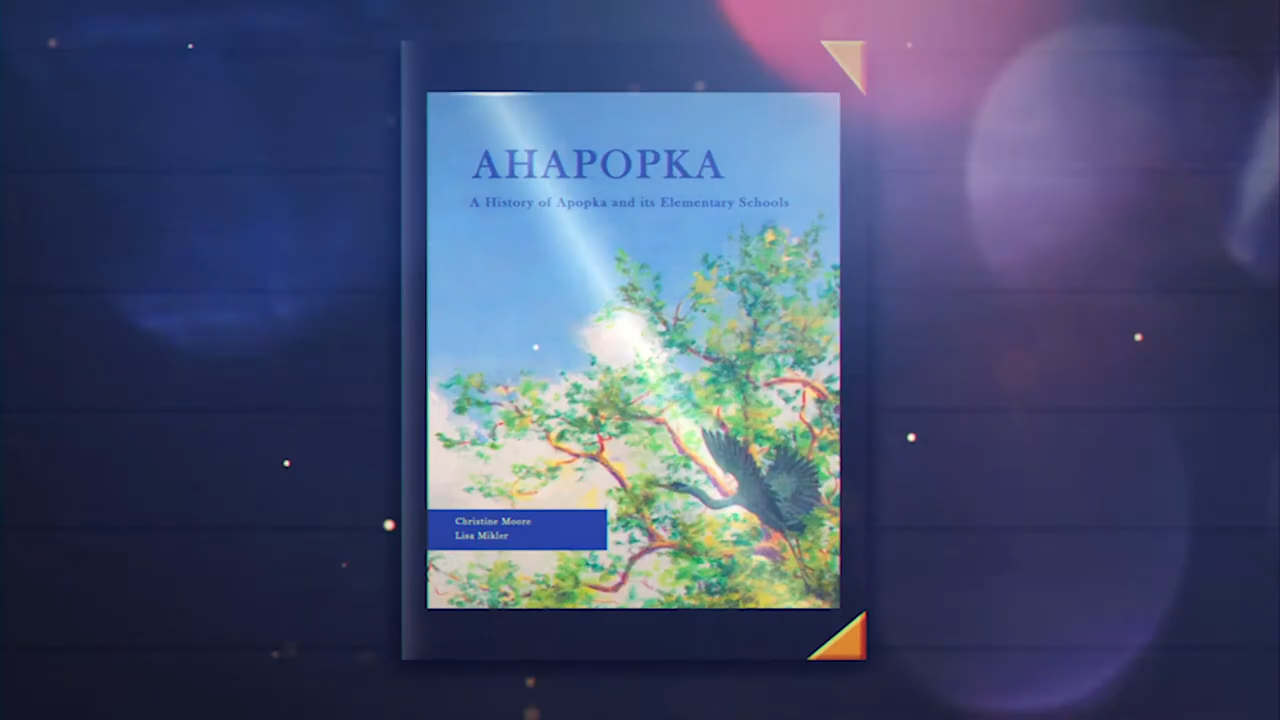 AHAPOPKA
A History of Apopka and its Elementary Schools
Christine Moore
Lisa Mikler